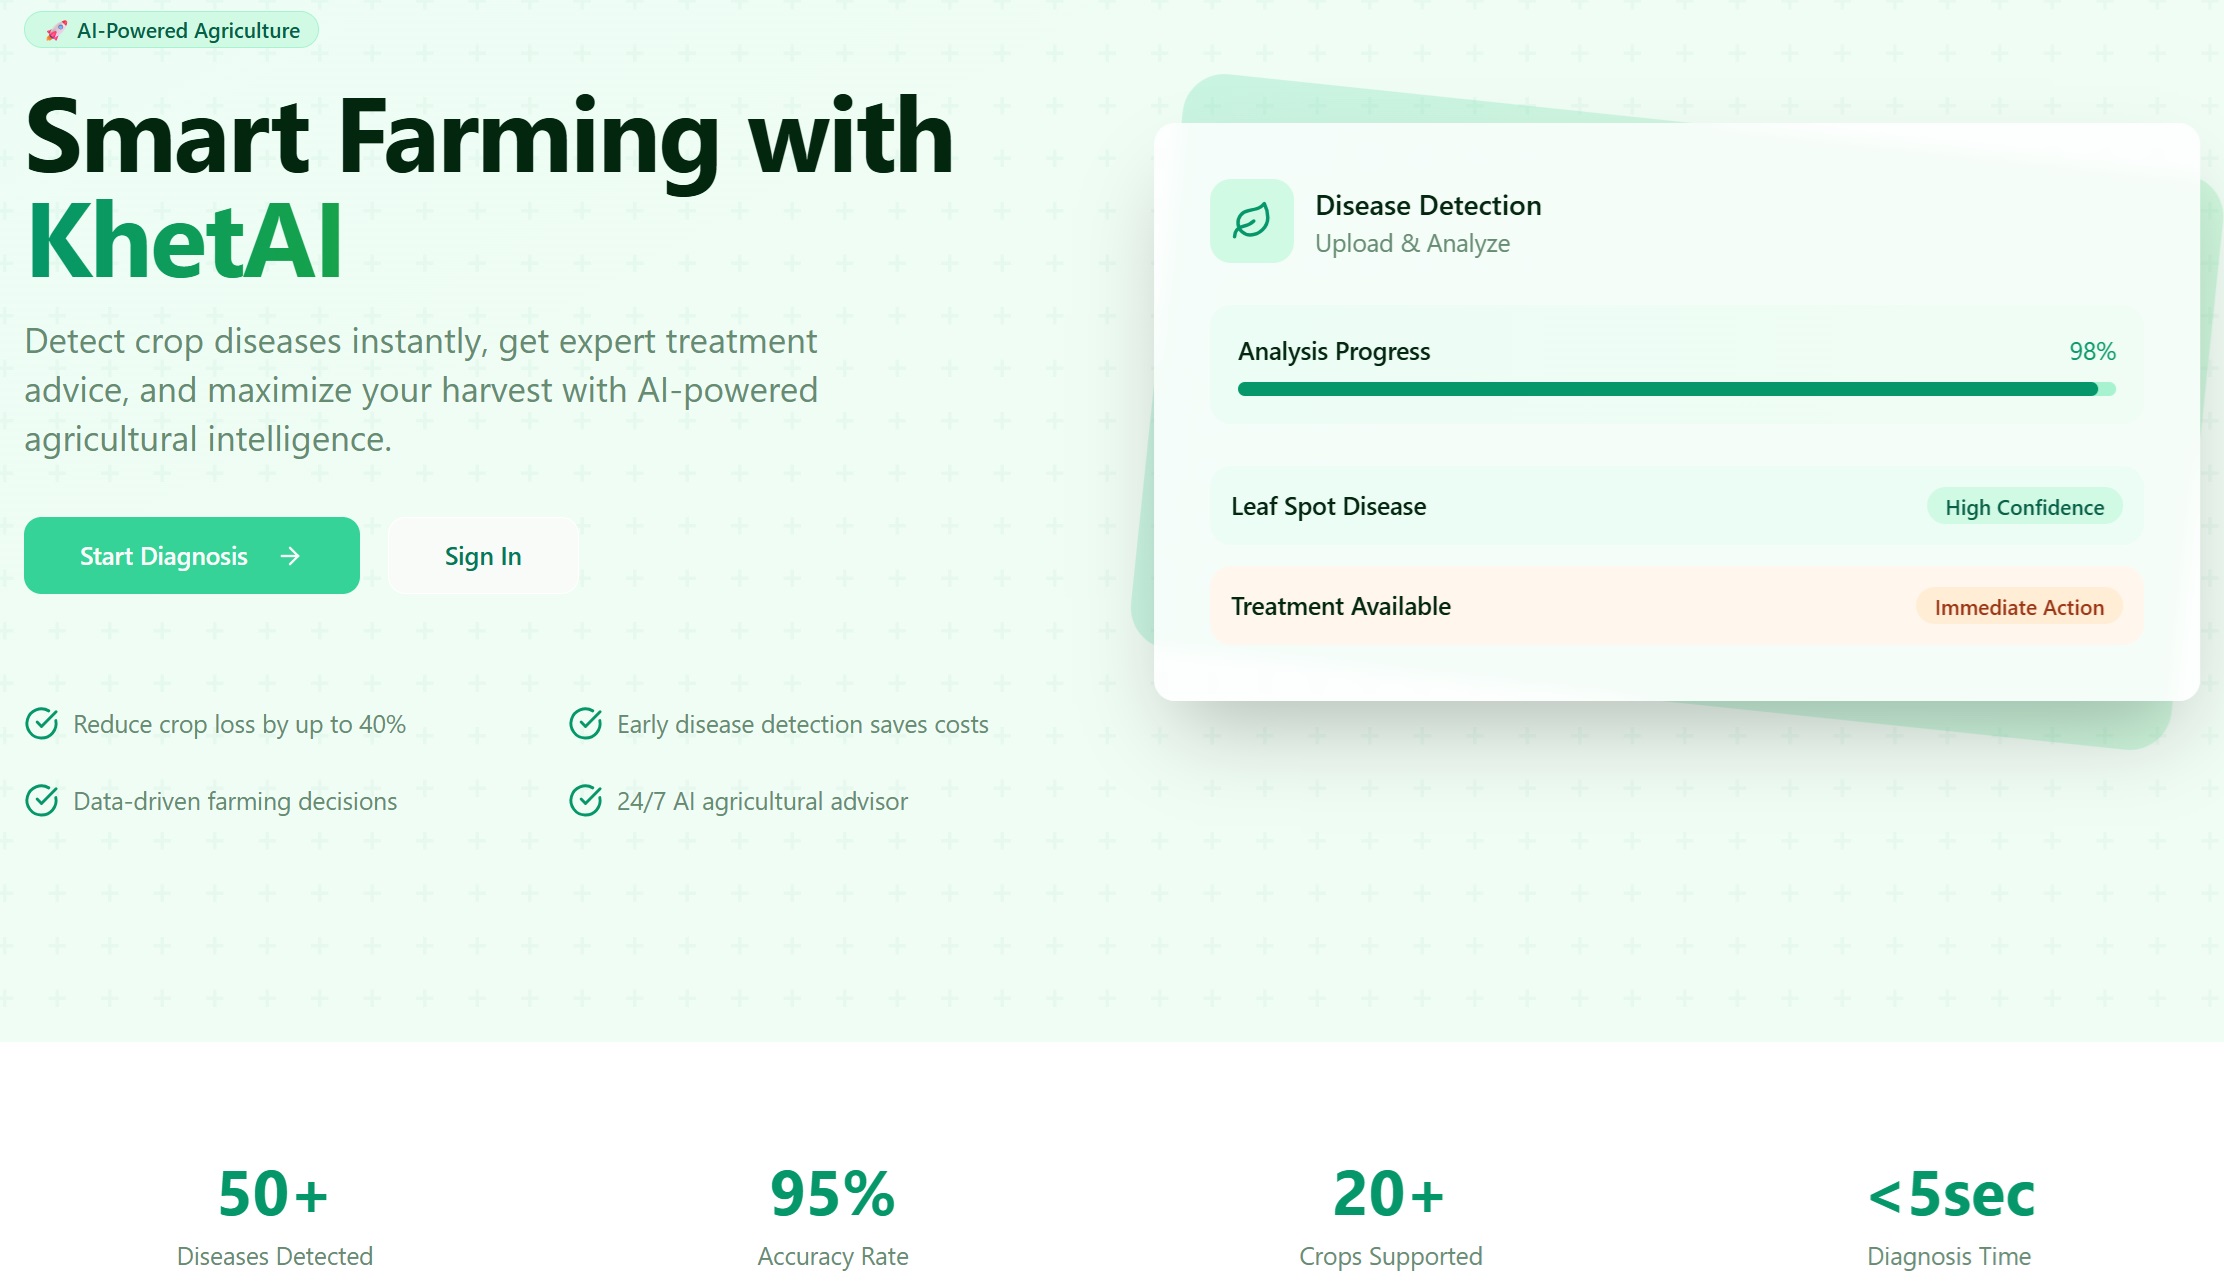 🚀 AI-Powered Agriculture
Smart Farming with
KhetAI
Detect crop diseases instantly, get expert treatment
advice, and maximize your harvest with AI-powered
agricultural intelligence.
Start Diagnosis →
Sign In
Reduce crop loss by up to 40%
Early disease detection saves costs
Data-driven farming decisions
24/7 AI agricultural advisor
Disease Detection
Upload & Analyze
Analysis Progress 98%
Leaf Spot Disease High Confidence
Treatment Available Immediate Action
50+
Diseases Detected
95%
Accuracy Rate
20+
Crops Supported
<5sec
Diagnosis Time